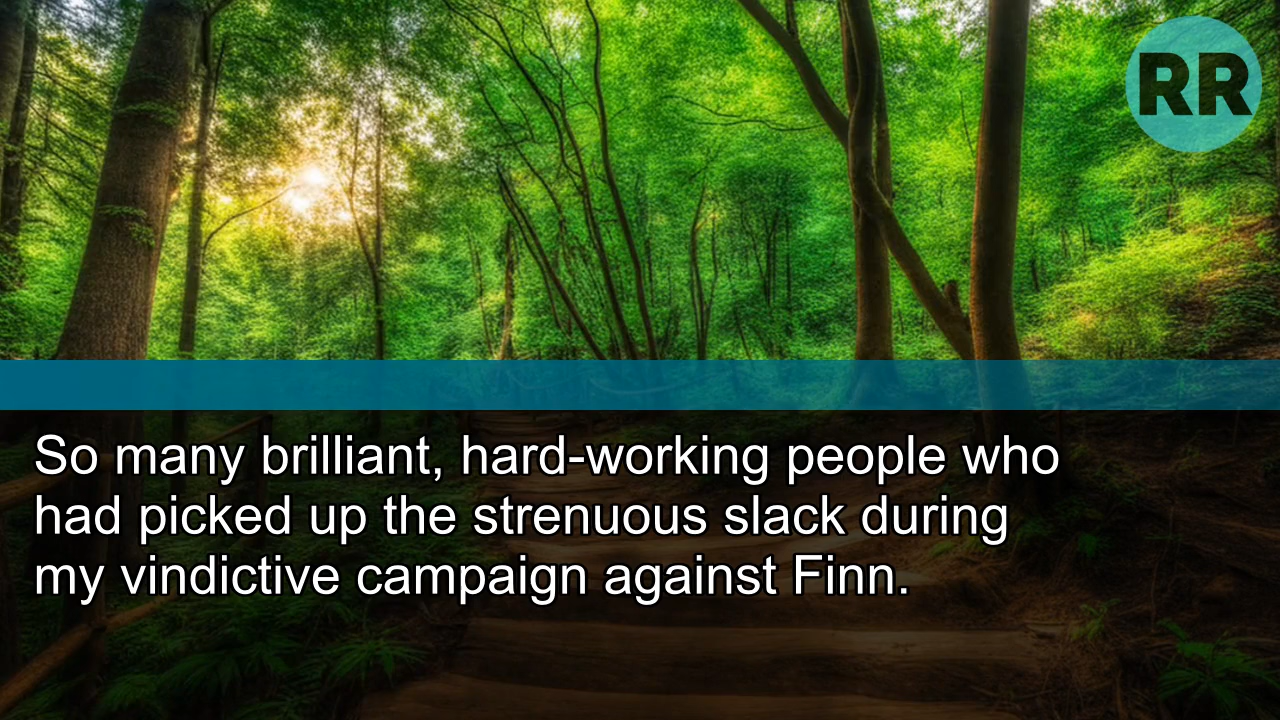 RR
So many brilliant, hard-working people who
had picked up the strenuous slack during
my vindictive campaign against Finn.